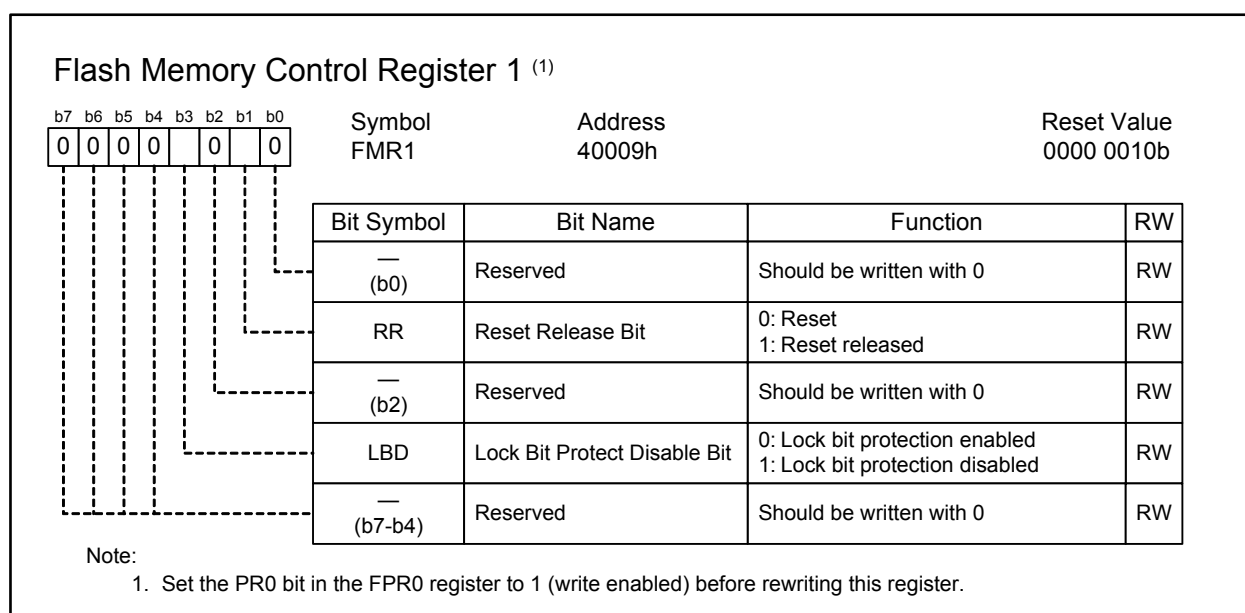 Flash Memory Control Register 1 (1)
b7 b6 b5 b4 b3 b2 b1 b0
0 0 0 0 0 0
Symbol Address Reset Value
FMR1 40009h 0000 0010b
Bit Symbol Bit Name Function RW
— (b0) Reserved Should be written with 0 RW
RR Reset Release Bit 0: Reset
1: Reset released RW
— (b2) Reserved Should be written with 0 RW
LBD Lock Bit Protect Disable Bit 0: Lock bit protection enabled
1: Lock bit protection disabled RW
— (b7-b4) Reserved Should be written with 0 RW
Note:
1. Set the PR0 bit in the FPR0 register to 1 (write enabled) before rewriting this register.